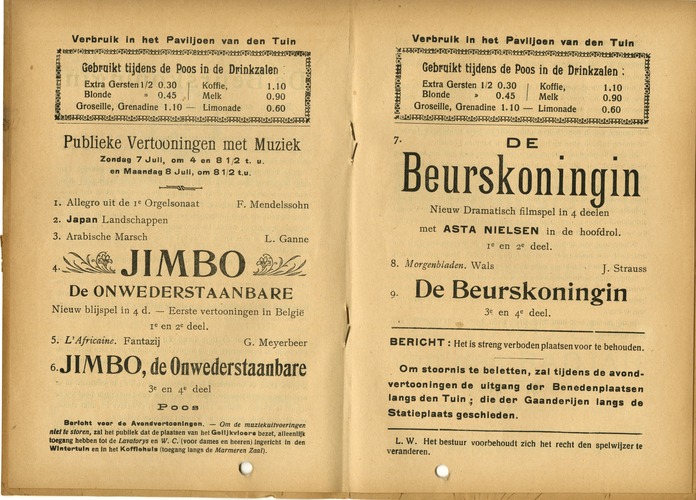 Verbruik in het Paviljoen van den Tuin
Gebruikt tijdens de Poos in de Drinkzalen :
Extra Gersten 1/2 0.30 Koffie, 1.10
Blonde » 0.45 Melk 0.90
Groseille, Grenadine 1.10 — Limonade 0.60
Publieke Vertooningen met Muziek
Zondag 7 Juli, om 4 en 8 1/2 t. u.
en Maandag 8 Juli, om 8 1/2 t. u.
1. Allegro uit de 1e Orgelsonaat F. Mendelssohn
2. Japan Landschappen
3. Arabische Marsch L. Ganne
4. JIMBO
De ONWEDERSTAANBARE
Nieuw blijspel in 4 d. — Eerste vertooningen in België
1e en 2e deel.
5. L'Africaine. Fantazij G. Meyerbeer
6. JIMBO, de Onwederstaanbare
3e en 4e deel
Poos
Bericht voor de Avondvertooningen. — Om de muziekuitvoeringen
niet te storen, zal het publiek dat de plaatsen van het Gelijkvloers bezet, alleenlijk
toegang hebben tot de Lavatorys en W. C. (voor dames en heeren) ingericht in den
Wintertuin en in het Koffiehuis (toegang langs de Marmeren Zaal).
Verbruik in het Paviljoen van den Tuin
Gebruikt tijdens de Poos in de Drinkzalen :
Extra Gersten 1/2 0.30 Koffie, 1.10
Blonde » 0.45 Melk 0.90
Groseille, Grenadine 1.10 — Limonade 0.60
7. DE
Beurskoningin
Nieuw Dramatisch filmspel in 4 deelen
met ASTA NIELSEN in de hoofdrol.
1e en 2e deel.
8. Morgenbladen. Wals J. Strauss
9. De Beurskoningin
3e en 4e deel.
BERICHT : Het is streng verboden plaatsen voor te behouden.
Om stoornis te beletten, zal tijdens de avond-
vertooningen de uitgang der Benedenplaatsen
langs den Tuin ; die der Gaanderijen langs de
Statieplaats geschieden.
L. W. Het bestuur voorbehoudt zich het recht den spelwijzer te
veranderen.